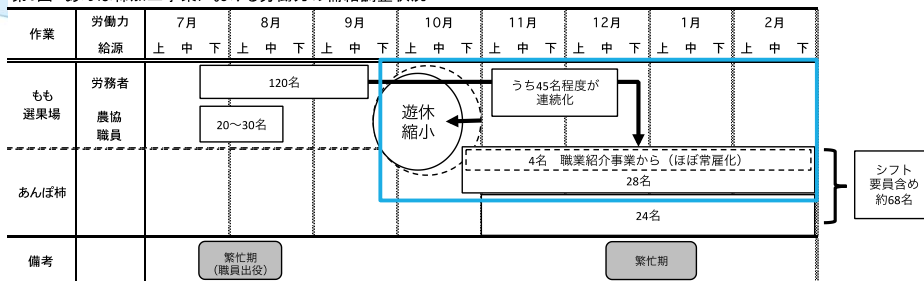 作業 労働力 給源 7月 8月 9月 10月 11月 12月 1月 2月
上 中 下 上 中 下 上 中 下 上 中 下 上 中 下 上 中 下 上 中 下 上 中 下
もも 選果場
労務者
120名
うち45名程度が
連続化
農協
職員
20〜30名
遊休
縮小
あんぽ柿
4名 職業紹介事業から（ほぼ常雇化）
28名
24名
シフト
要員含め
約68名
備考
繁忙期
（職員出役）
繁忙期